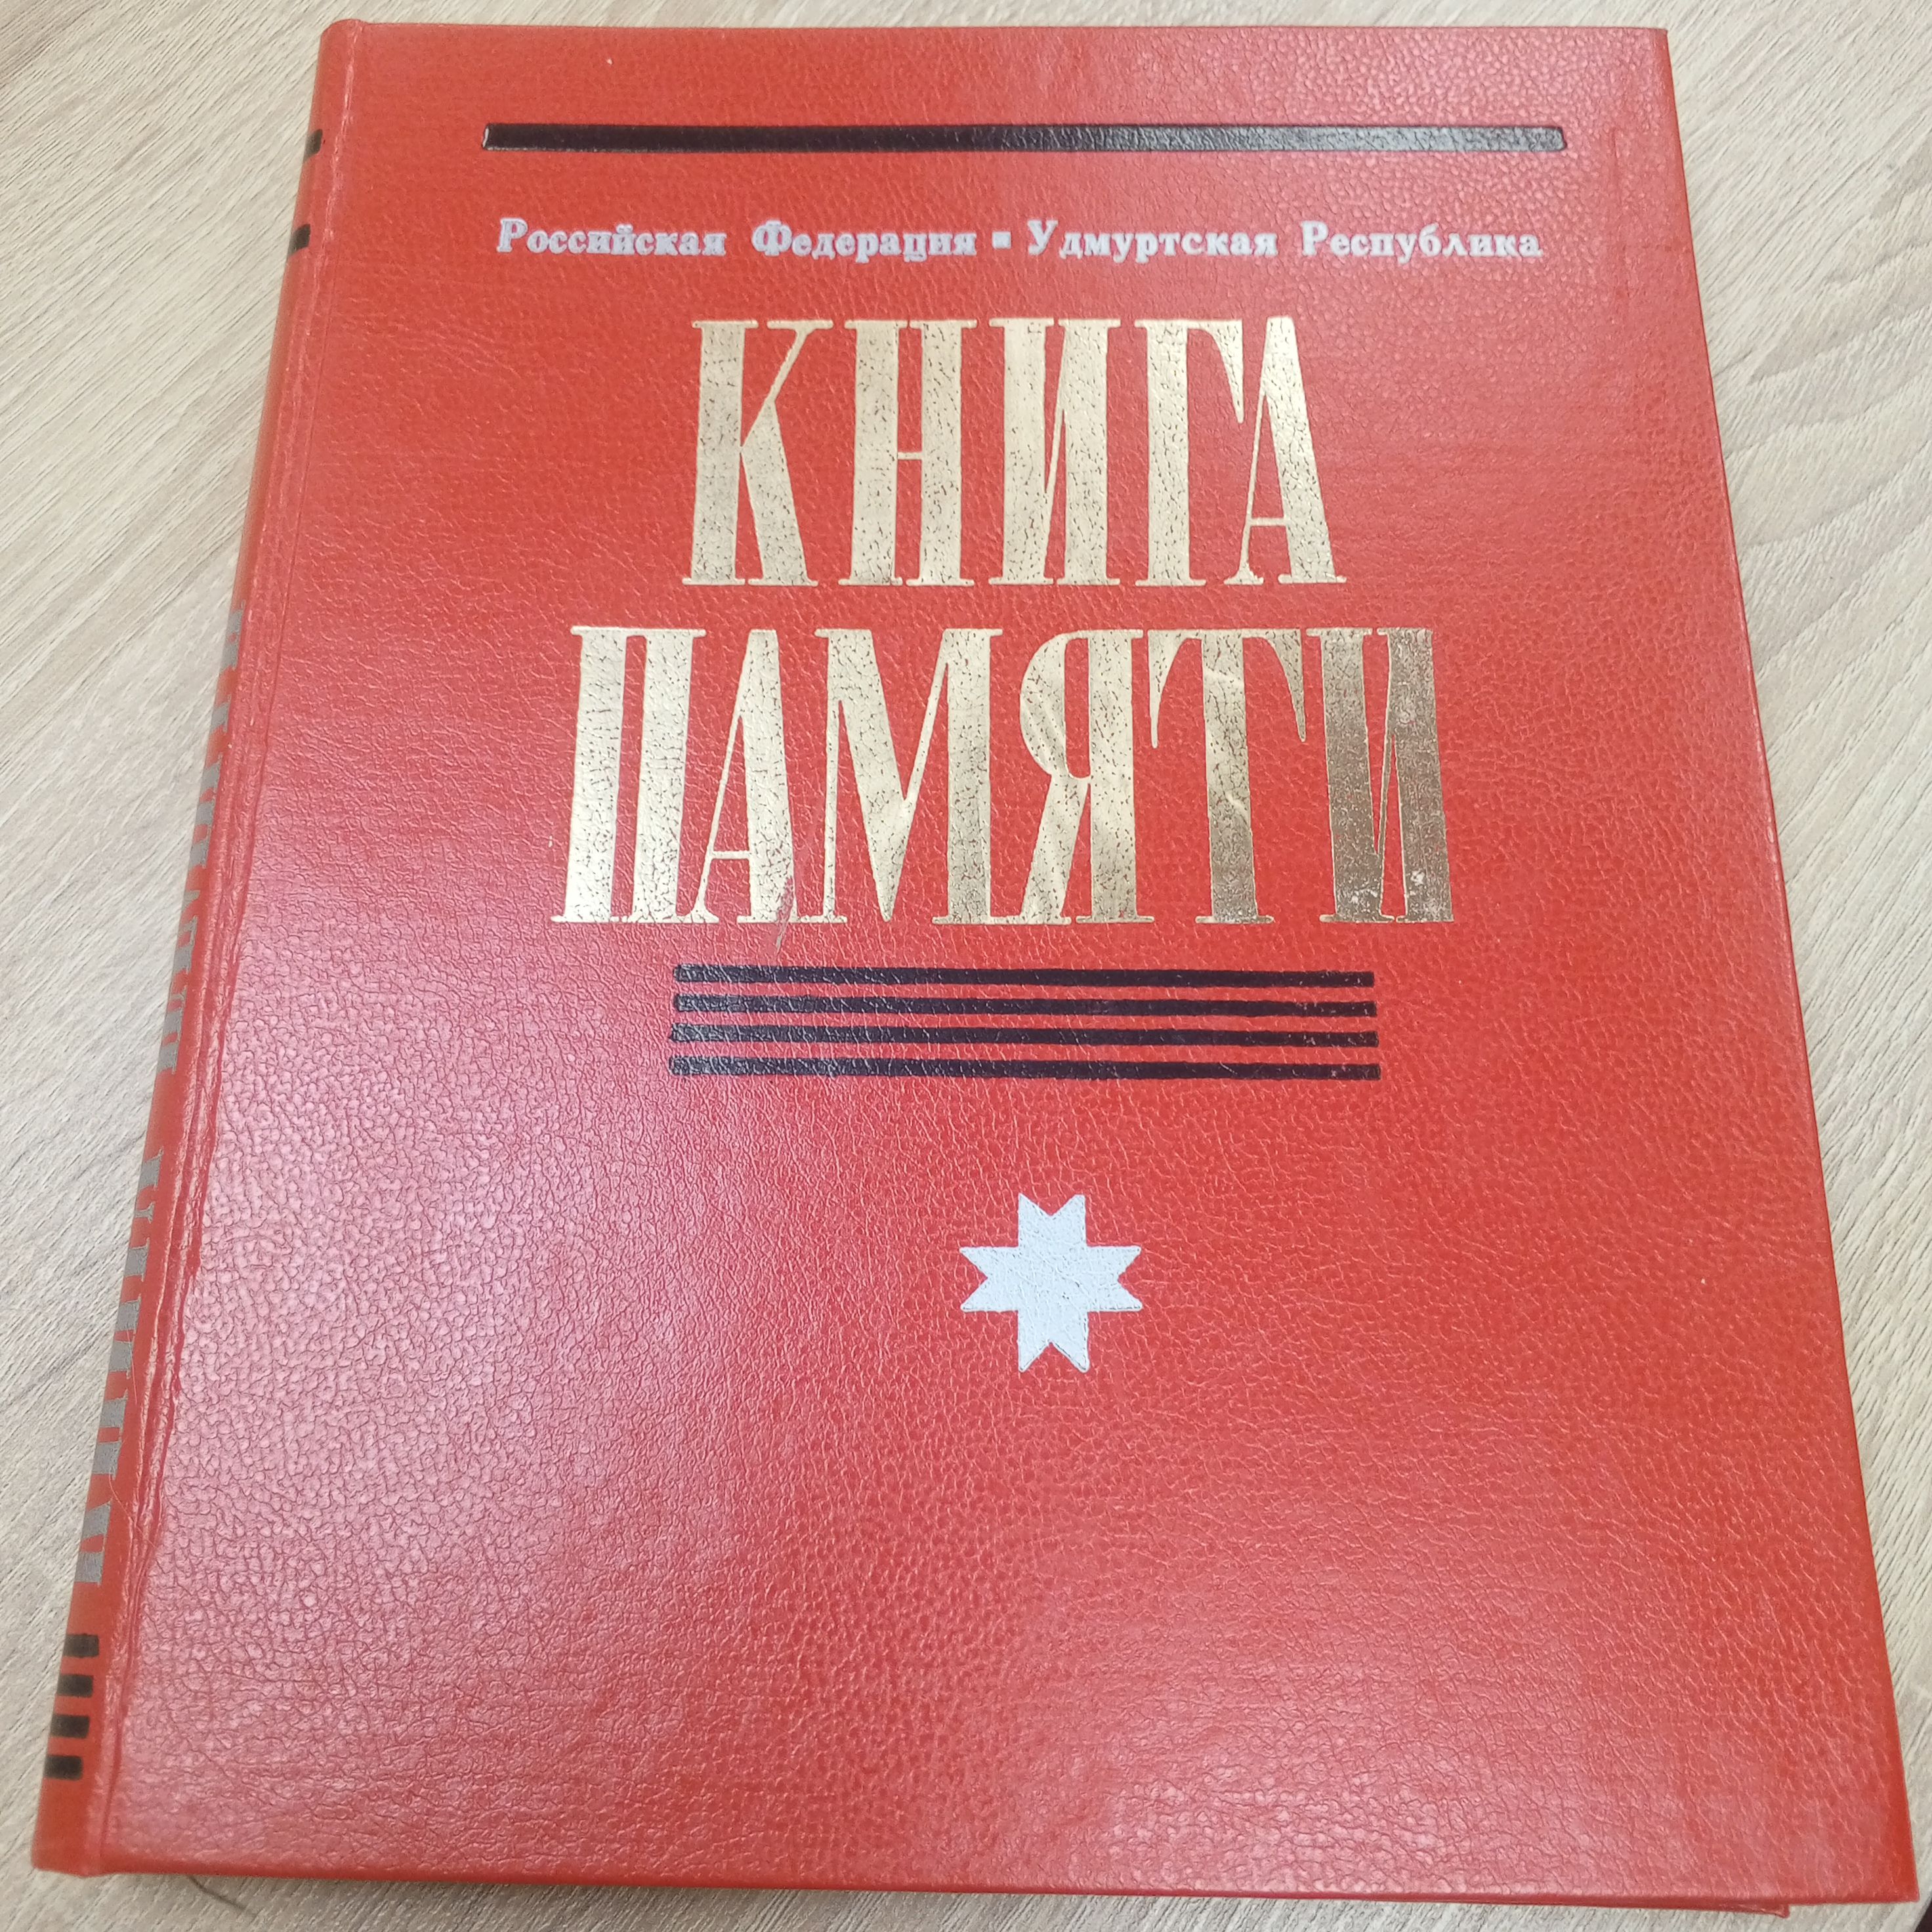 Российская Федерация ▪ Удмуртская Республика
КНИГА
ПАМЯТИ